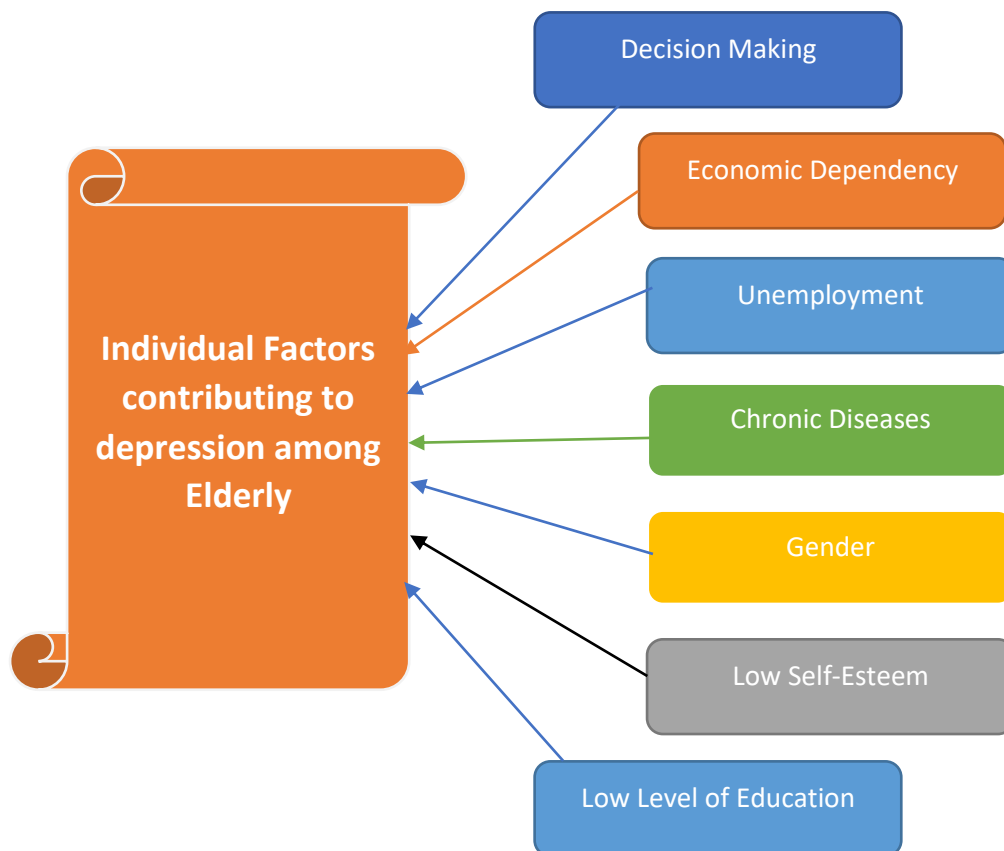 Decision Making
Economic Dependency
Unemployment
Individual Factors
contributing to
depression among
Elderly
Chronic Diseases
Gender
Low Self-Esteem
Low Level of Education